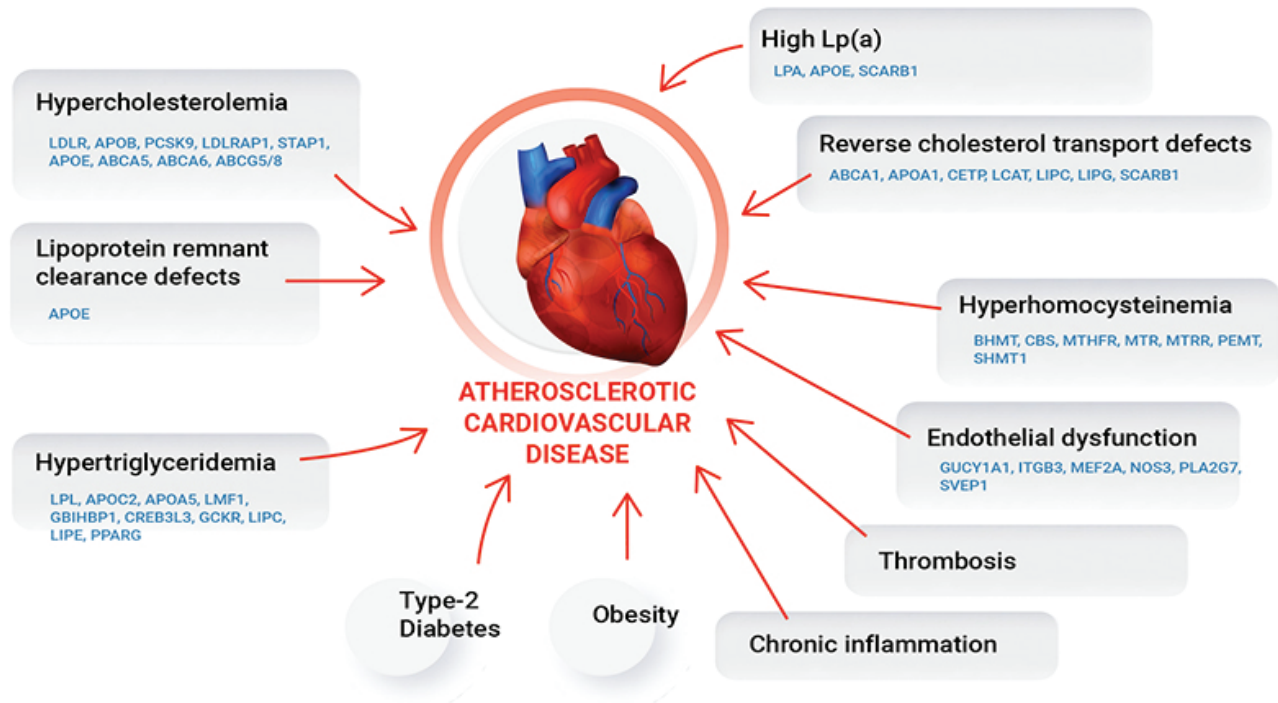 High Lp(a)
LPA, APOE, SCARB1
Hypercholesterolemia
LDLR, APOB, PCSK9, LDLRAP1, STAP1,
APOE, ABCA5, ABCA6, ABCG5/8
Reverse cholesterol transport defects
ABCA1, APOA1, CETP, LCAT, LIPC, LIPG, SCARB1
Lipoprotein remnant
clearance defects
APOE
Hyperhomocysteinemia
BHMT, CBS, MTHFR, MTR, MTRR, PEMT,
SHMT1
ATHEROSCLEROTIC
CARDIOVASCULAR
DISEASE
Endothelial dysfunction
GUCY1A1, ITGB3, MEF2A, NOS3, PLA2G7,
SVEP1
Hypertriglyceridemia
LPL, APOC2, APOA5, LMF1,
GBIHBP1, CREB3L3, GCKR, LIPC,
LIPE, PPARG
Thrombosis
Type-2
Diabetes
Obesity
Chronic inflammation